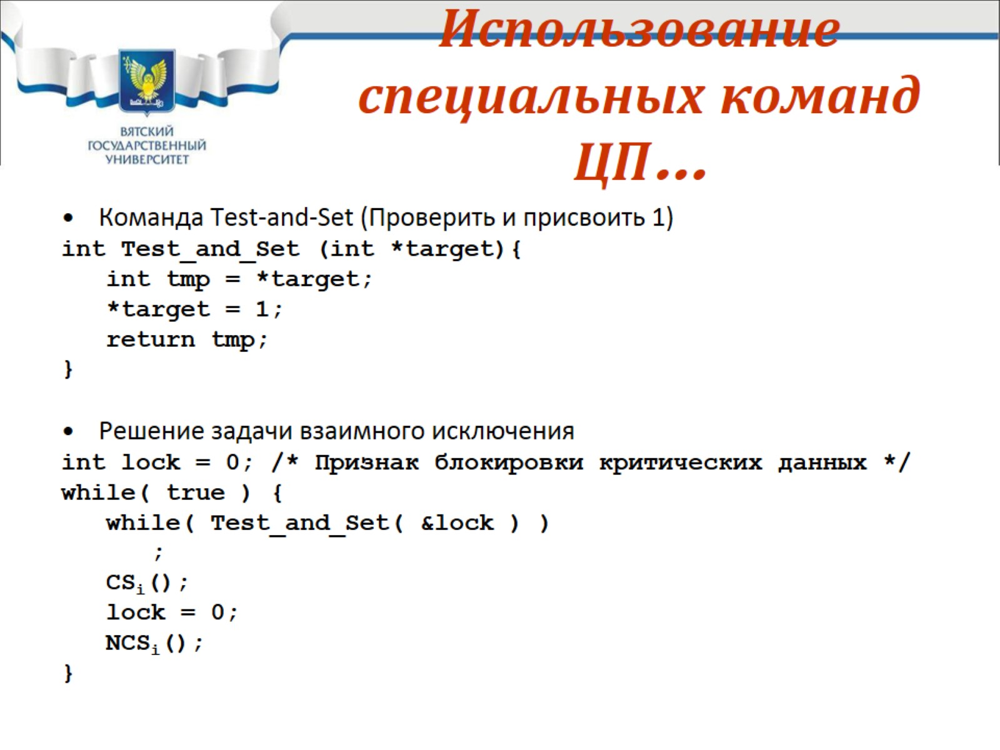 Использование
специальных команд
ЦП...
ВЯТСКИЙ
ГОСУДАРСТВЕННЫЙ
УНИВЕРСИТЕТ
• Команда Test-and-Set (Проверить и присвоить 1)
int Test_and_Set (int *target){
int tmp = *target;
*target = 1;
return tmp;
}
• Решение задачи взаимного исключения
int lock = 0; /* Признак блокировки критических данных */
while( true ) {
while( Test_and_Set( &lock ) )
;
CSi();
lock = 0;
NCSi();
}